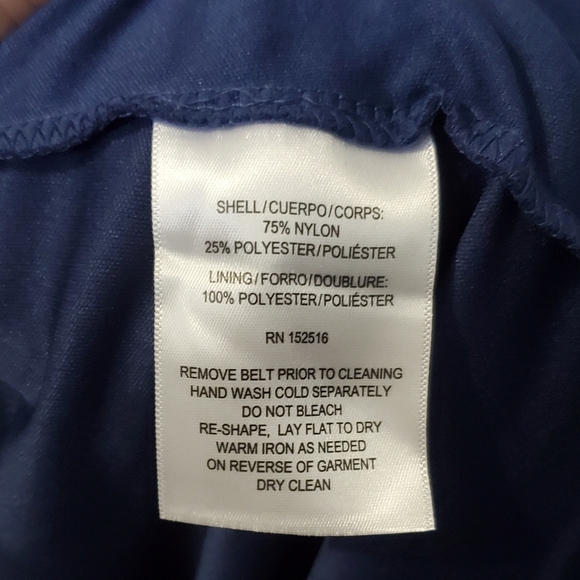 SHELL/CUERPO/CORPS:
75% NYLON
25% POLYESTER/POLIÉSTER
LINING/FORRO/DOUBLURE:
100% POLYESTER/POLIÉSTER
RN 152516
REMOVE BELT PRIOR TO CLEANING
HAND WASH COLD SEPARATELY
DO NOT BLEACH
RE-SHAPE, LAY FLAT TO DRY
WARM IRON AS NEEDED
ON REVERSE OF GARMENT
DRY CLEAN